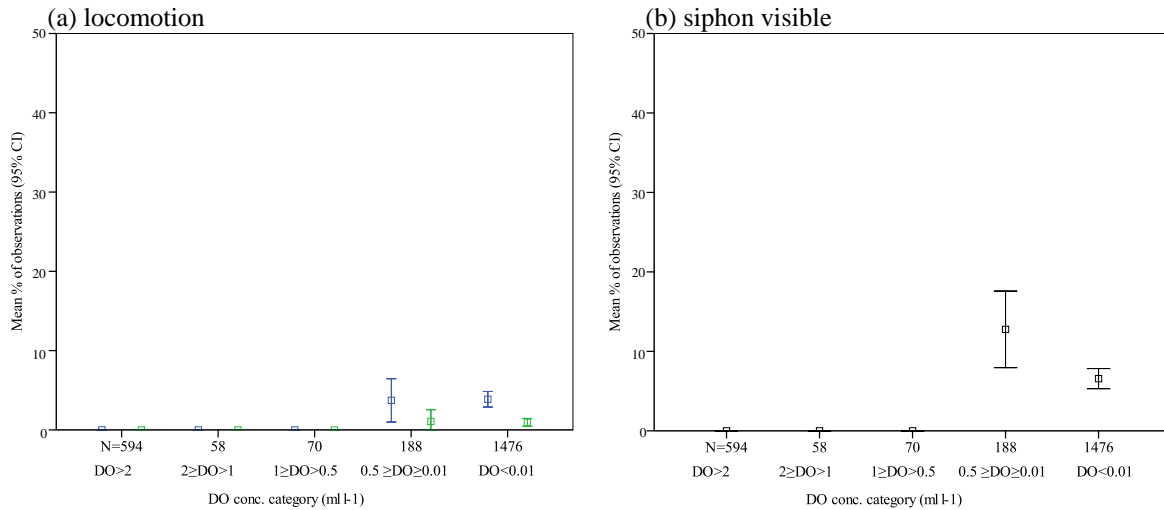 (a) locomotion
50
40
30
20
10
0
Mean % of observations (95% CI)
N=594 58 70 188 1476
DO>2 2≥DO>1 1≥DO>0.5 0.5 ≥DO≥0.01 DO<0.01
DO conc. category (ml l-1)
(b) siphon visible
50
40
30
20
10
0
Mean % of observations (95% CI)
N=594 58 70 188 1476
DO>2 2≥DO>1 1≥DO>0.5 0.5 ≥DO≥0.01 DO<0.01
DO conc. category (ml l-1)